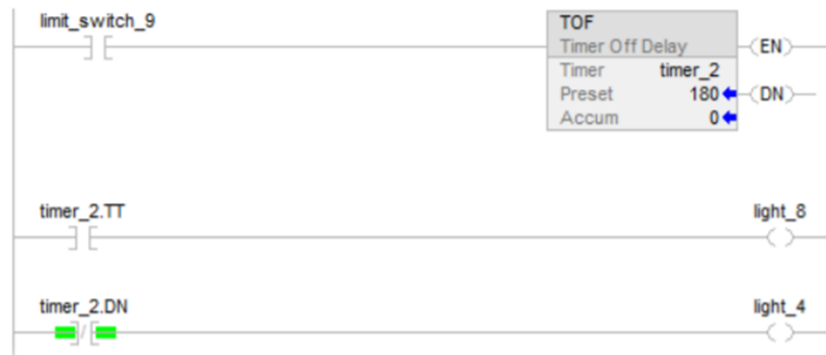 limit_switch_9
TOF
Timer Off Delay
EN
Timer timer_2
Preset 180
DN
Accum 0
timer_2.TT
light_8
timer_2.DN
light_4